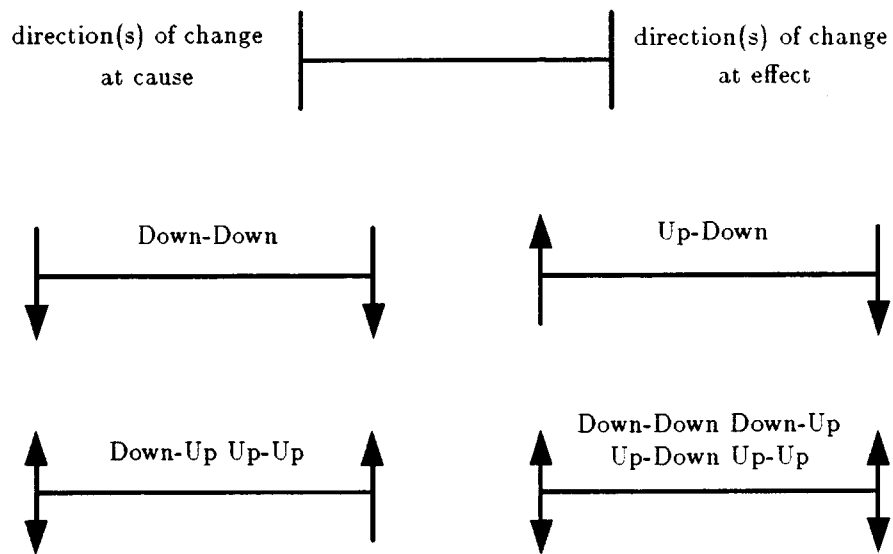 direction(s) of change
at cause
direction(s) of change
at effect
Down-Down
Up-Down
Down-Up Up-Up
Down-Down Down-Up
Up-Down Up-Up